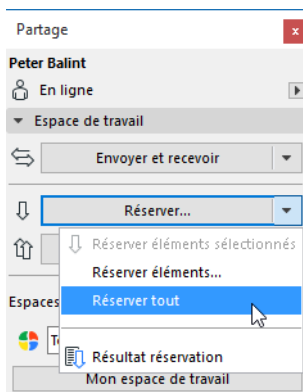 Partage
x
Peter Balint
En ligne
Espace de travail
Envoyer et recevoir
Réserver...
Réserver éléments sélectionnés
Réserver éléments...
Réserver tout
Espaces
Résultat réservation
Mon espace de travail